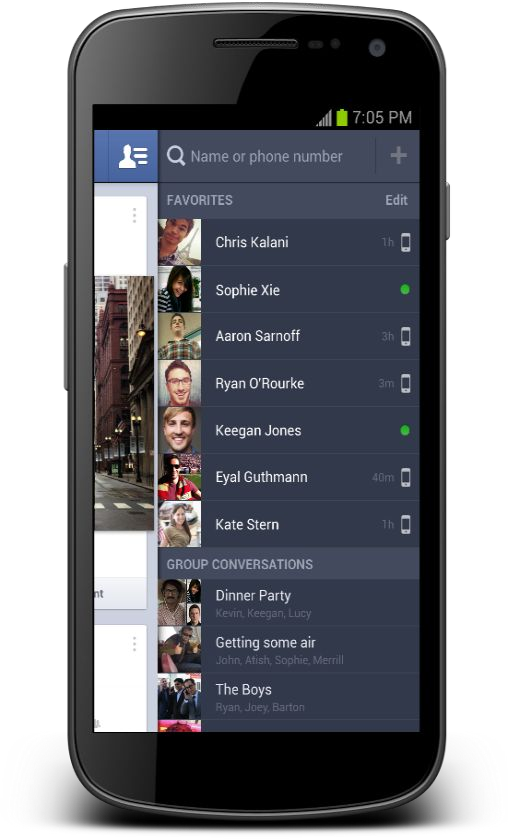 7:05 PM
Name or phone number +
FAVORITES Edit
Chris Kalani 1h
Sophie Xie
Aaron Sarnoff 3h
Ryan O'Rourke 3m
Keegan Jones
Eyal Guthmann 40m
Kate Stern 1h
GROUP CONVERSATIONS
Dinner Party
nt
Kevin, Keegan, Lucy
Getting some air
John, Atish, Sophie, Merrill
The Boys
Ryan, Joey, Barton